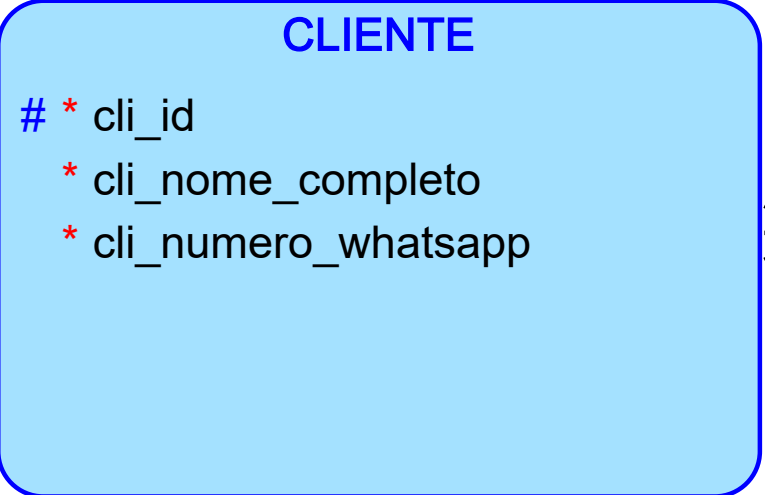 CLIENTE
# * cli_id
* cli_nome_completo
* cli_numero_whatsapp